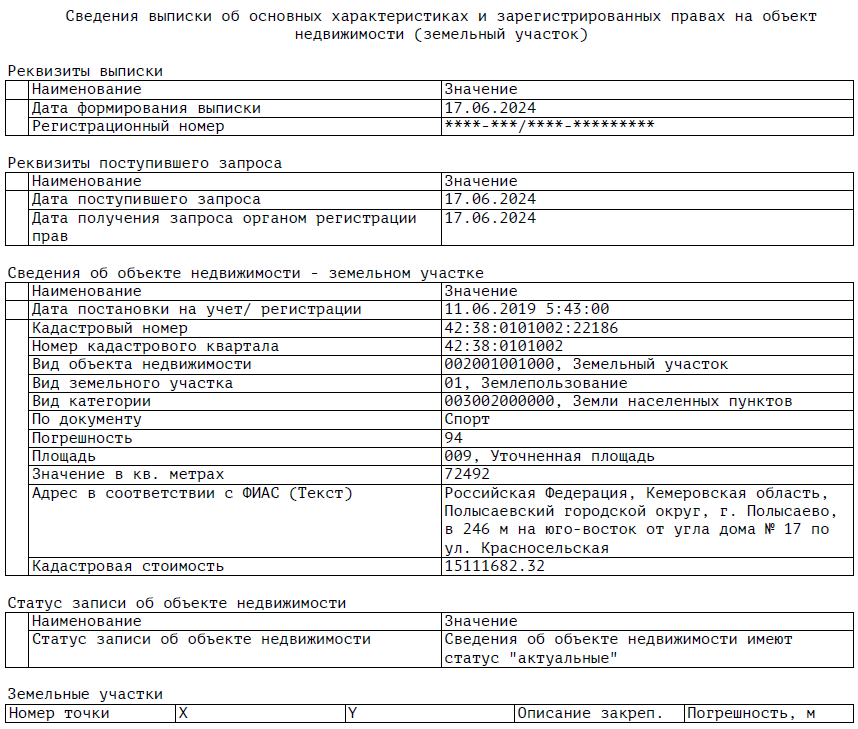 Сведения выписки об основных характеристиках и зарегистрированных правах на объект
недвижимости (земельный участок)
Реквизиты выписки
Наименование Значение
Дата формирования выписки 17.06.2024
Регистрационный номер ****-***/****-*********
Реквизиты поступившего запроса
Наименование Значение
Дата поступившего запроса 17.06.2024
Дата получения запроса органом регистрации 17.06.2024
прав
Сведения об объекте недвижимости - земельном участке
Наименование Значение
Дата постановки на учет/ регистрации 11.06.2019 5:43:00
Кадастровый номер 42:38:0101002:22186
Номер кадастрового квартала 42:38:0101002
Вид объекта недвижимости 002001001000, Земельный участок
Вид земельного участка 01, Землепользование
Вид категории 003002000000, Земли населенных пунктов
По документу Спорт
Погрешность 94
Площадь 009, Уточненная площадь
Значение в кв. метрах 72492
Адрес в соответствии с ФИАС (Текст) Российская Федерация, Кемеровская область,
Полысаевский городской округ, г. Полысаево,
в 246 м на юго-восток от угла дома № 17 по
ул. Красносельская
Кадастровая стоимость 15111682.32
Статус записи об объекте недвижимости
Наименование Значение
Статус записи об объекте недвижимости Сведения об объекте недвижимости имеют
статус "актуальные"
Земельные участки
Номер точки X Y Описание закреп. Погрешность, м